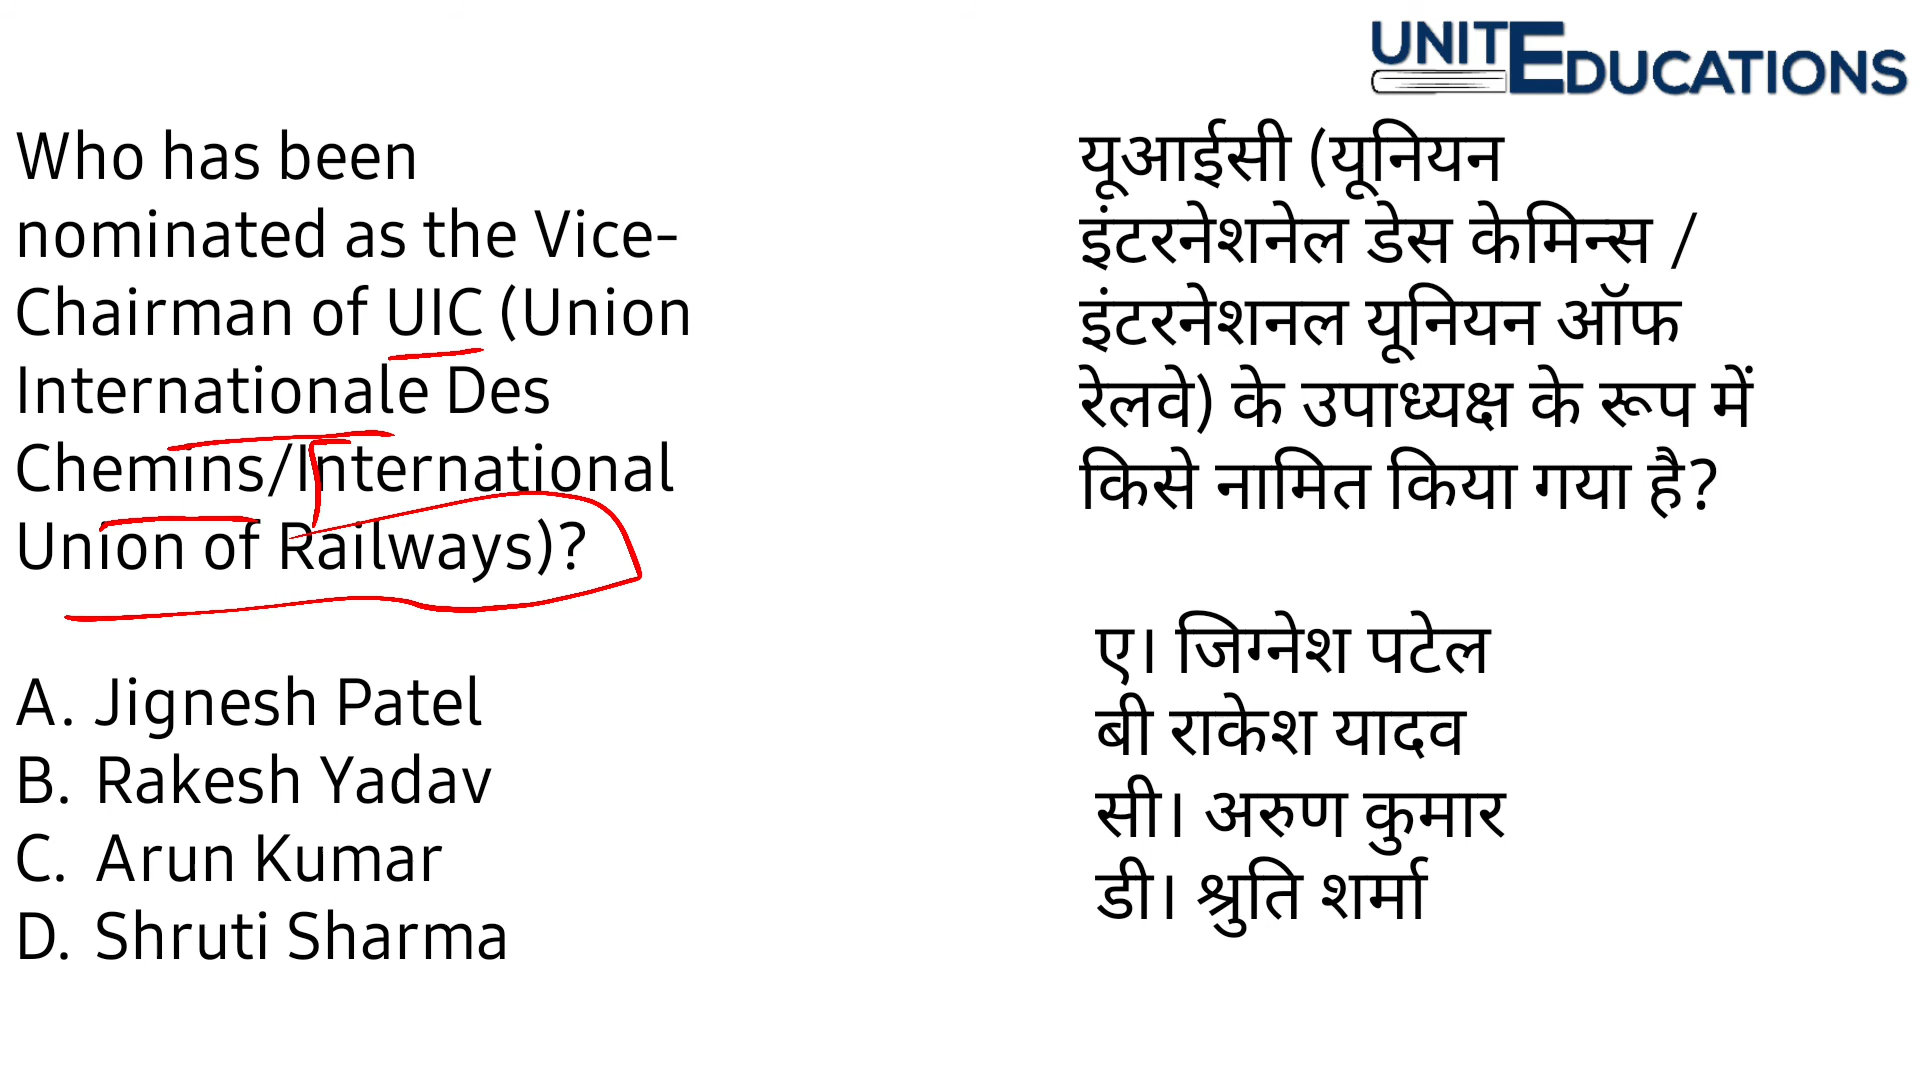 UNITEDUCATIONS
Who has been
nominated as the Vice-
Chairman of UIC (Union
Internationale Des
Chemins/International
Union of Railways)?
A. Jignesh Patel
B. Rakesh Yadav
C. Arun Kumar
D. Shruti Sharma
यूआईसी (यूनियन
इंटरनेशनेल डेस केमिन्स /
इंटरनेशनल यूनियन ऑफ
रेलवे) के उपाध्यक्ष के रूप में
किसे नामित किया गया है?
ए। जिग्नेश पटेल
बी राकेश यादव
सी। अरुण कुमार
डी। श्रुति शर्मा